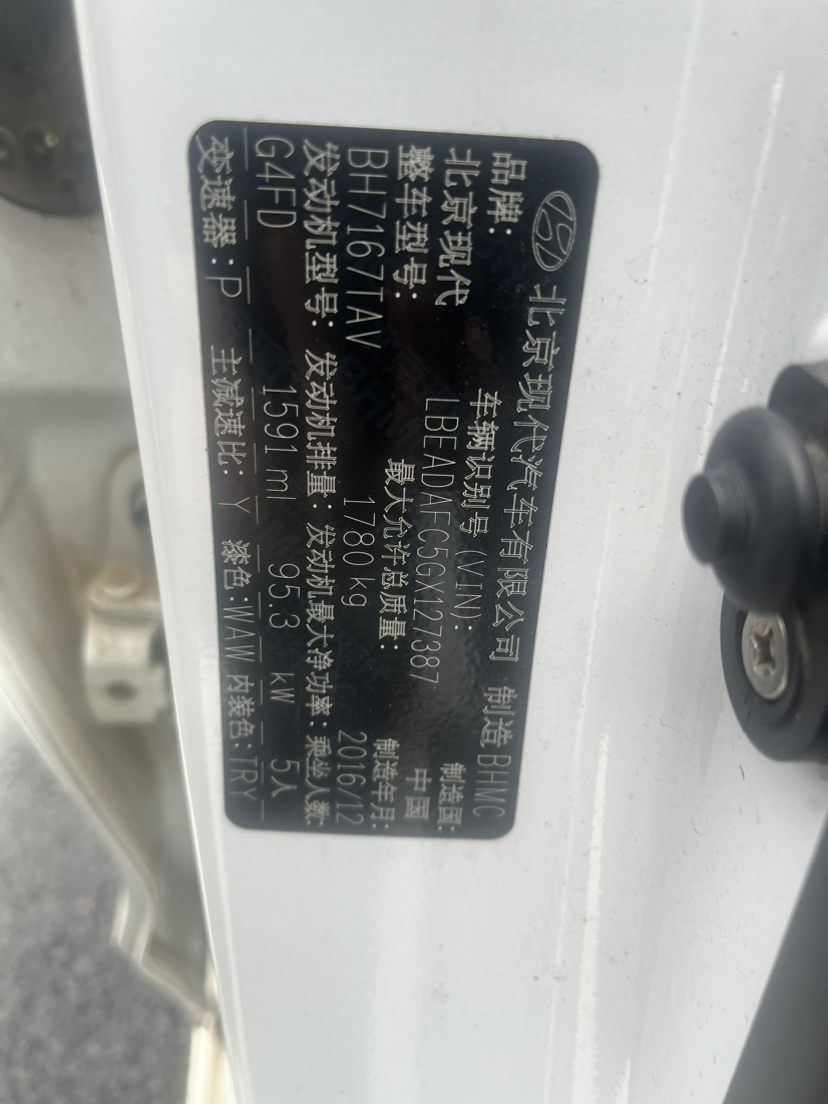 北京现代汽车有限公司 制造 BHMC
品牌: 车辆识别号(VIN): 制造国:
北京现代 LBEADAFC5GX127387 中国
整车型号: 最大允许总质量: 制造年月:
BH7167TAV 1780 kg 2016/12
发动机型号: 发动机排量: 发动机最大净功率: 乘坐人数:
G4FD 1591 ml 95.3 kW 5人
变速器: P 主减速比: Y 漆色: WAW 内装色: TRY